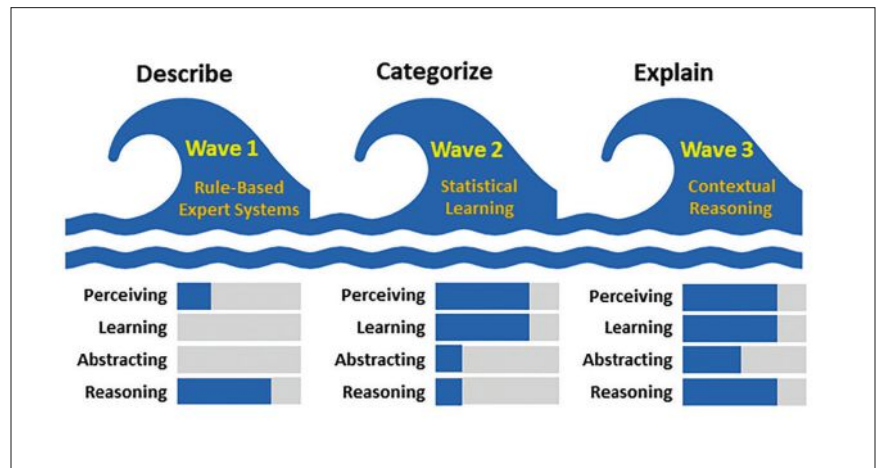 Describe
Categorize
Explain
Wave 1
Rule-Based
Expert Systems
Wave 2
Statistical
Learning
Wave 3
Contextual
Reasoning
Perceiving
Learning
Abstracting
Reasoning
Perceiving
Learning
Abstracting
Reasoning
Perceiving
Learning
Abstracting
Reasoning